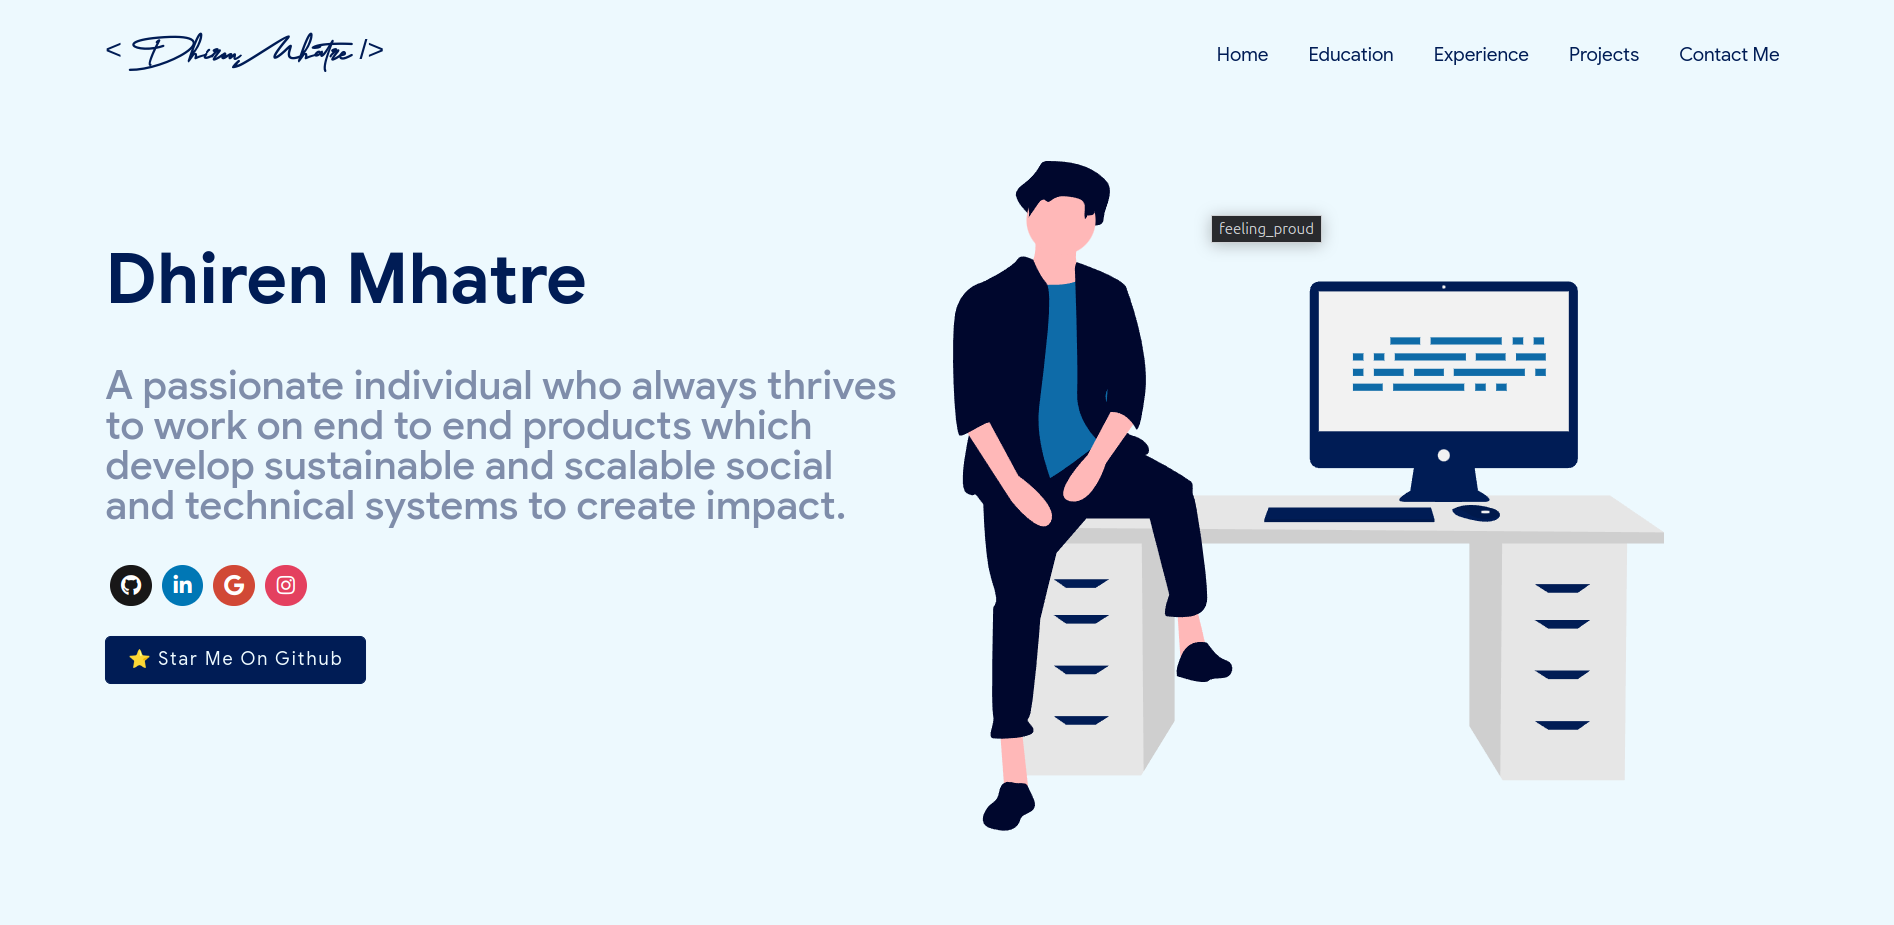 < Dhiren Mhatre />
Home Education Experience Projects Contact Me
feeling_proud
Dhiren Mhatre
A passionate individual who always thrives
to work on end to end products which
develop sustainable and scalable social
and technical systems to create impact.
in G
⭐ Star Me On Github